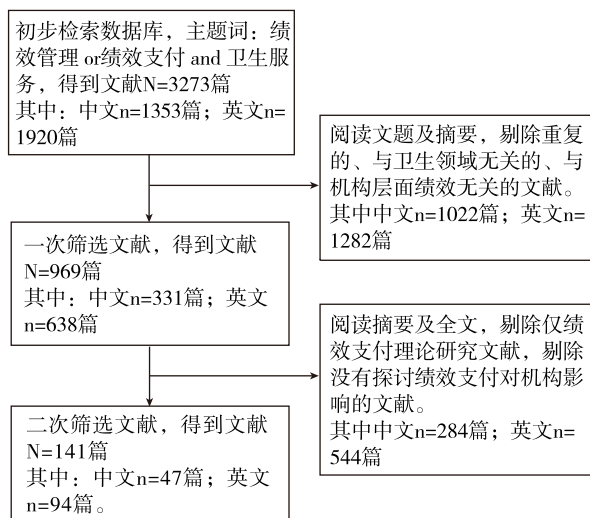 初步检索数据库，主题词：绩
效管理 or绩效支付 and 卫生服
务，得到文献N=3273篇
其中：中文n=1353篇；英文n=
1920篇
阅读文题及摘要，剔除重复
的、与卫生领域无关的、与
机构层面绩效无关的文献。
其中中文n=1022篇；英文n=
1282篇
一次筛选文献，得到文献
N=969篇
其中：中文n=331篇；英文
n=638篇
阅读摘要及全文，剔除仅绩
效支付理论研究文献，剔除
没有探讨绩效支付对机构影
响的文献。
其中中文n=284篇；英文n=
544篇
二次筛选文献，得到文献
N=141篇
其中：中文n=47篇；英文
n=94篇。